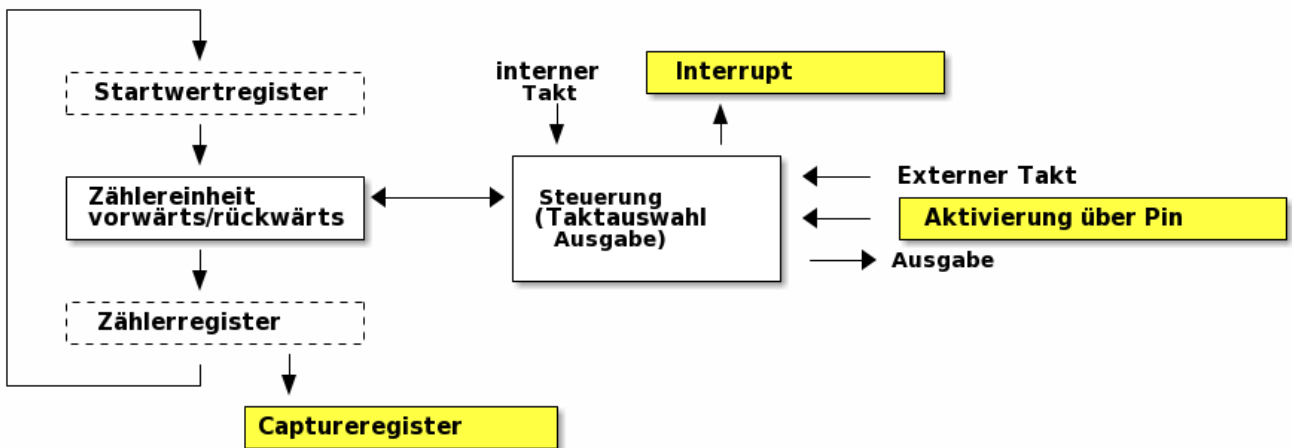 Startwertregister
Zählereinheit
vorwärts/rückwärts
Zählerregister
Captureregister
interner
Takt
Interrupt
Steuerung
(Taktauswahl
Ausgabe)
Externer Takt
Aktivierung über Pin
Ausgabe